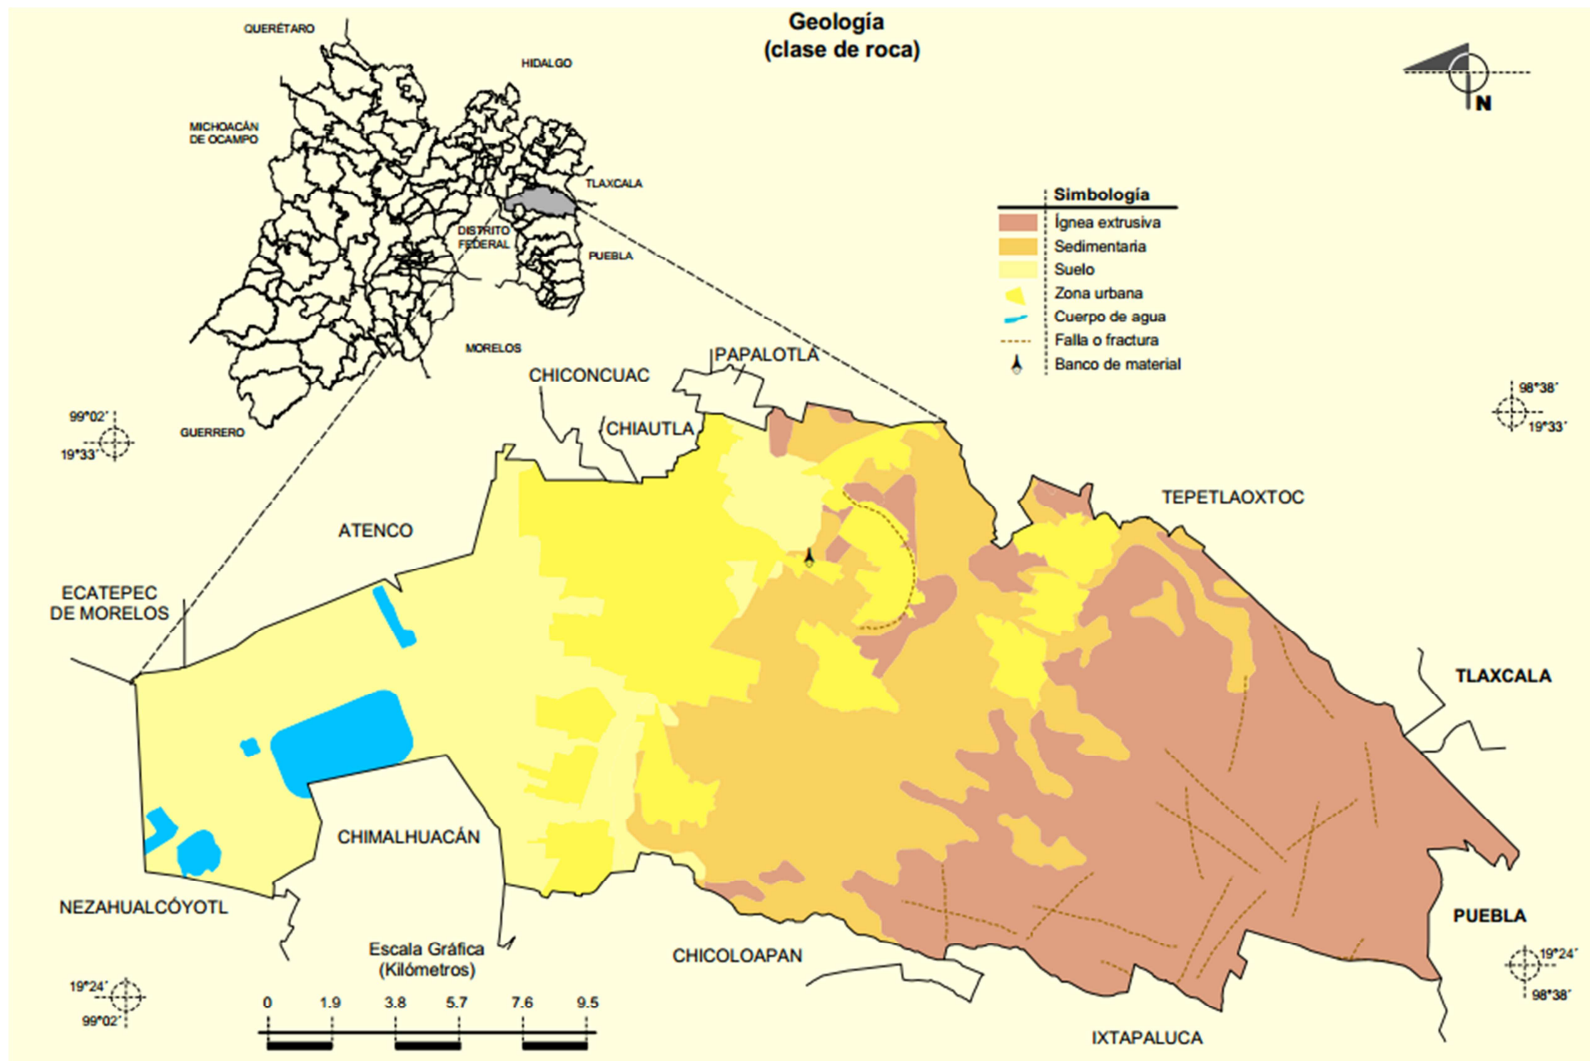 Geología
(clase de roca)
N
QUERÉTARO
HIDALGO
MICHOACÁN
DE OCAMPO
TLAXCALA
DISTRITO
FEDERAL
PUEBLA
MORELOS
GUERRERO
Simbología
Ígnea extrusiva
Sedimentaria
Suelo
Zona urbana
Cuerpo de agua
Falla o fractura
Banco de material
99°02´
19°33´
98°38´
19°33´
PAPALOTLA
CHICONCUAC
CHIAUTLA
TEPETLAOXTOC
ATENCO
ECATEPEC
DE MORELOS
TLAXCALA
CHIMALHUACÁN
NEZAHUALCÓYOTL
PUEBLA
CHICOLOAPAN
IXTAPALUCA
Escala Gráfica
(Kilómetros)
0 1.9 3.8 5.7 7.6 9.5
19°24´
99°02´
19°24´
98°38´